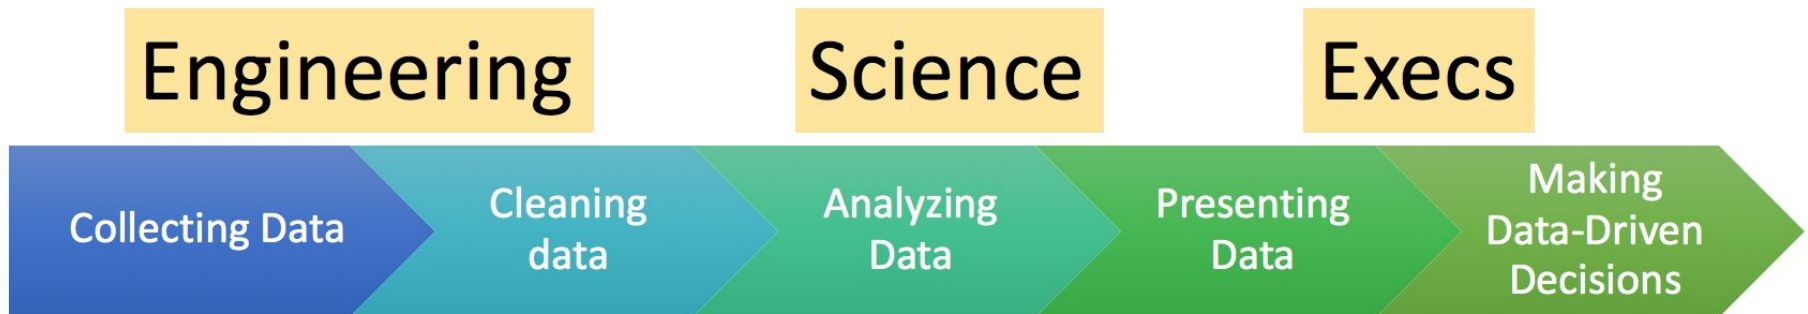 Engineering
Science
Execs
Collecting Data
Cleaning
data
Analyzing
Data
Presenting
Data
Making
Data-Driven
Decisions